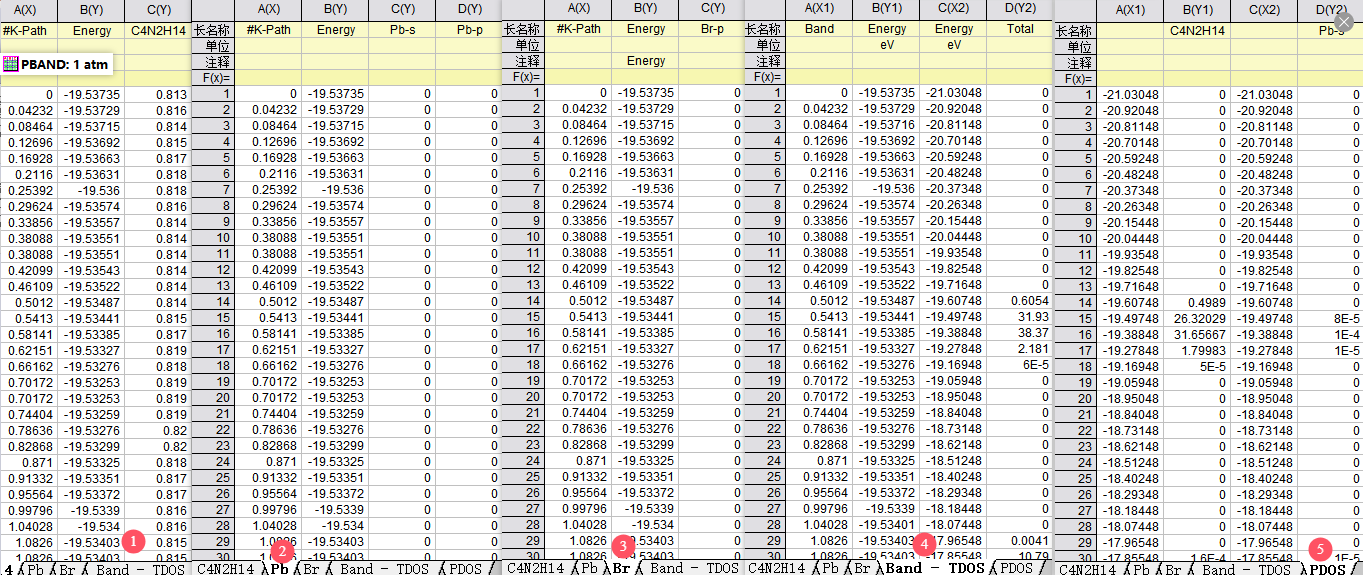 A(X) B(Y) C(Y) A(X) B(Y) C(Y) D(Y) A(X) B(Y) C(Y) A(X1) B(Y1) C(X2) D(Y2) A(X1) B(Y1) C(X2) D(Y2)
#K-Path Energy C4N2H14 长名称 #K-Path Energy Pb-s Pb-p 长名称 #K-Path Energy Br-p 长名称 Band Energy Energy Total 长名称 C4N2H14 Pb-s
单位 单位 单位 eV eV 单位
PBAND: 1 atm 注释 注释 Energy 注释 注释
F(x)= F(x)= F(x)= F(x)=
0 -19.53735 0.813 1 0 -19.53735 0 0 1 0 -19.53735 0 1 0 -19.53735 -21.03048 0 1 -21.03048 0 -21.03048 0
0.04232 -19.53729 0.816 2 0.04232 -19.53729 0 0 2 0.04232 -19.53729 0 2 0.04232 -19.53729 -20.92048 0 2 -20.92048 0 -20.92048 0
0.08464 -19.53715 0.814 3 0.08464 -19.53715 0 0 3 0.08464 -19.53715 0 3 0.08464 -19.53716 -20.81148 0 3 -20.81148 0 -20.81148 0
0.12696 -19.53692 0.815 4 0.12696 -19.53692 0 0 4 0.12696 -19.53692 0 4 0.12696 -19.53692 -20.70148 0 4 -20.70148 0 -20.70148 0
0.16928 -19.53663 0.817 5 0.16928 -19.53663 0 0 5 0.16928 -19.53663 0 5 0.16928 -19.53663 -20.59248 0 5 -20.59248 0 -20.59248 0
0.2116 -19.53631 0.818 6 0.2116 -19.53631 0 0 6 0.2116 -19.53631 0 6 0.2116 -19.53631 -20.48248 0 6 -20.48248 0 -20.48248 0
0.25392 -19.536 0.818 7 0.25392 -19.536 0 0 7 0.25392 -19.536 0 7 0.25392 -19.536 -20.37348 0 7 -20.37348 0 -20.37348 0
0.29624 -19.53574 0.816 8 0.29624 -19.53574 0 0 8 0.29624 -19.53574 0 8 0.29624 -19.53574 -20.26348 0 8 -20.26348 0 -20.26348 0
0.33856 -19.53557 0.814 9 0.33856 -19.53557 0 0 9 0.33856 -19.53557 0 9 0.33856 -19.53557 -20.15448 0 9 -20.15448 0 -20.15448 0
0.38088 -19.53551 0.814 10 0.38088 -19.53551 0 0 10 0.38088 -19.53551 0 10 0.38088 -19.53551 -20.04448 0 10 -20.04448 0 -20.04448 0
0.38088 -19.53551 0.814 11 0.38088 -19.53551 0 0 11 0.38088 -19.53551 0 11 0.38088 -19.53551 -19.93548 0 11 -19.93548 0 -19.93548 0
0.42099 -19.53543 0.814 12 0.42099 -19.53543 0 0 12 0.42099 -19.53543 0 12 0.42099 -19.53543 -19.82548 0 12 -19.82548 0 -19.82548 0
0.46109 -19.53522 0.814 13 0.46109 -19.53522 0 0 13 0.46109 -19.53522 0 13 0.46109 -19.53522 -19.71648 0 13 -19.71648 0 -19.71648 0
0.5012 -19.53487 0.814 14 0.5012 -19.53487 0 0 14 0.5012 -19.53487 0 14 0.5012 -19.53487 -19.60748 0.6054 14 -19.60748 0.4989 -19.60748 0
0.5413 -19.53441 0.815 15 0.5413 -19.53441 0 0 15 0.5413 -19.53441 0 15 0.5413 -19.53441 -19.49748 31.93 15 -19.49748 26.32029 -19.49748 8E-5
0.58141 -19.53385 0.817 16 0.58141 -19.53385 0 0 16 0.58141 -19.53385 0 16 0.58141 -19.53385 -19.38848 38.37 16 -19.38848 31.65667 -19.38848 1E-4
0.62151 -19.53327 0.819 17 0.62151 -19.53327 0 0 17 0.62151 -19.53327 0 17 0.62151 -19.53327 -19.27848 2.181 17 -19.27848 1.79983 -19.27848 1E-5
0.66162 -19.53276 0.818 18 0.66162 -19.53276 0 0 18 0.66162 -19.53276 0 18 0.66162 -19.53276 -19.16948 6E-5 18 -19.16948 5E-5 -19.16948 0
0.70172 -19.53253 0.819 19 0.70172 -19.53253 0 0 19 0.70172 -19.53253 0 19 0.70172 -19.53253 -19.05948 0 19 -19.05948 0 -19.05948 0
0.70172 -19.53253 0.819 20 0.70172 -19.53253 0 0 20 0.70172 -19.53253 0 20 0.70172 -19.53253 -18.95048 0 20 -18.95048 0 -18.95048 0
0.74404 -19.53259 0.819 21 0.74404 -19.53259 0 0 21 0.74404 -19.53259 0 21 0.74404 -19.53259 -18.84048 0 21 -18.84048 0 -18.84048 0
0.78636 -19.53276 0.82 22 0.78636 -19.53276 0 0 22 0.78636 -19.53276 0 22 0.78636 -19.53276 -18.73148 0 22 -18.73148 0 -18.73148 0
0.82868 -19.53299 0.82 23 0.82868 -19.53299 0 0 23 0.82868 -19.53299 0 23 0.82868 -19.53299 -18.62148 0 23 -18.62148 0 -18.62148 0
0.871 -19.53325 0.818 24 0.871 -19.53325 0 0 24 0.871 -19.53325 0 24 0.871 -19.53325 -18.51248 0 24 -18.51248 0 -18.51248 0
0.91332 -19.53351 0.817 25 0.91332 -19.53351 0 0 25 0.91332 -19.53351 0 25 0.91332 -19.53351 -18.40248 0 25 -18.40248 0 -18.40248 0
0.95564 -19.53372 0.817 26 0.95564 -19.53372 0 0 26 0.95564 -19.53372 0 26 0.95564 -19.5372 -18.29348 0 26 -18.29348 0 -18.29348 0
0.99796 -19.5339 0.816 27 0.99796 -19.5339 0 0 27 0.99796 -19.5339 0 27 0.99796 -19.5339 -18.18448 0 27 -18.18448 0 -18.18448 0
1.04028 -19.534 0.816 28 1.04028 -19.534 0 0 28 1.04028 -19.534 0 28 1.04028 -19.53401 -18.07448 0 28 -18.07448 0 -18.07448 0
1.0826 -19.53403 1 0.815 29 1.0826 -19.53403 0 0 29 1.0826 -19.53403 0 29 1.0826 -19.53403 -17.96548 0.0041 29 -17.96548 0 -17.96548 0
1.0826 -19.53403 0.815 30 1.0826 2 -19.53403 0 0 30 1.0826 3 -19.53403 0 30 1.0826 -19.53403 4 -17.85548 10.79 30 -17.85548 1.6E-4 -17.85548 5 1E-5
4 Pb Br Band - TDOS C4N2H14 Pb Br Band - TDOS PDOS C4N2H14 Pb Br Band - TDOS PDOS C4N2H14 Pb Br Band - TDOS PDOS C4N2H14 Pb Br Band - TDOS PDOS